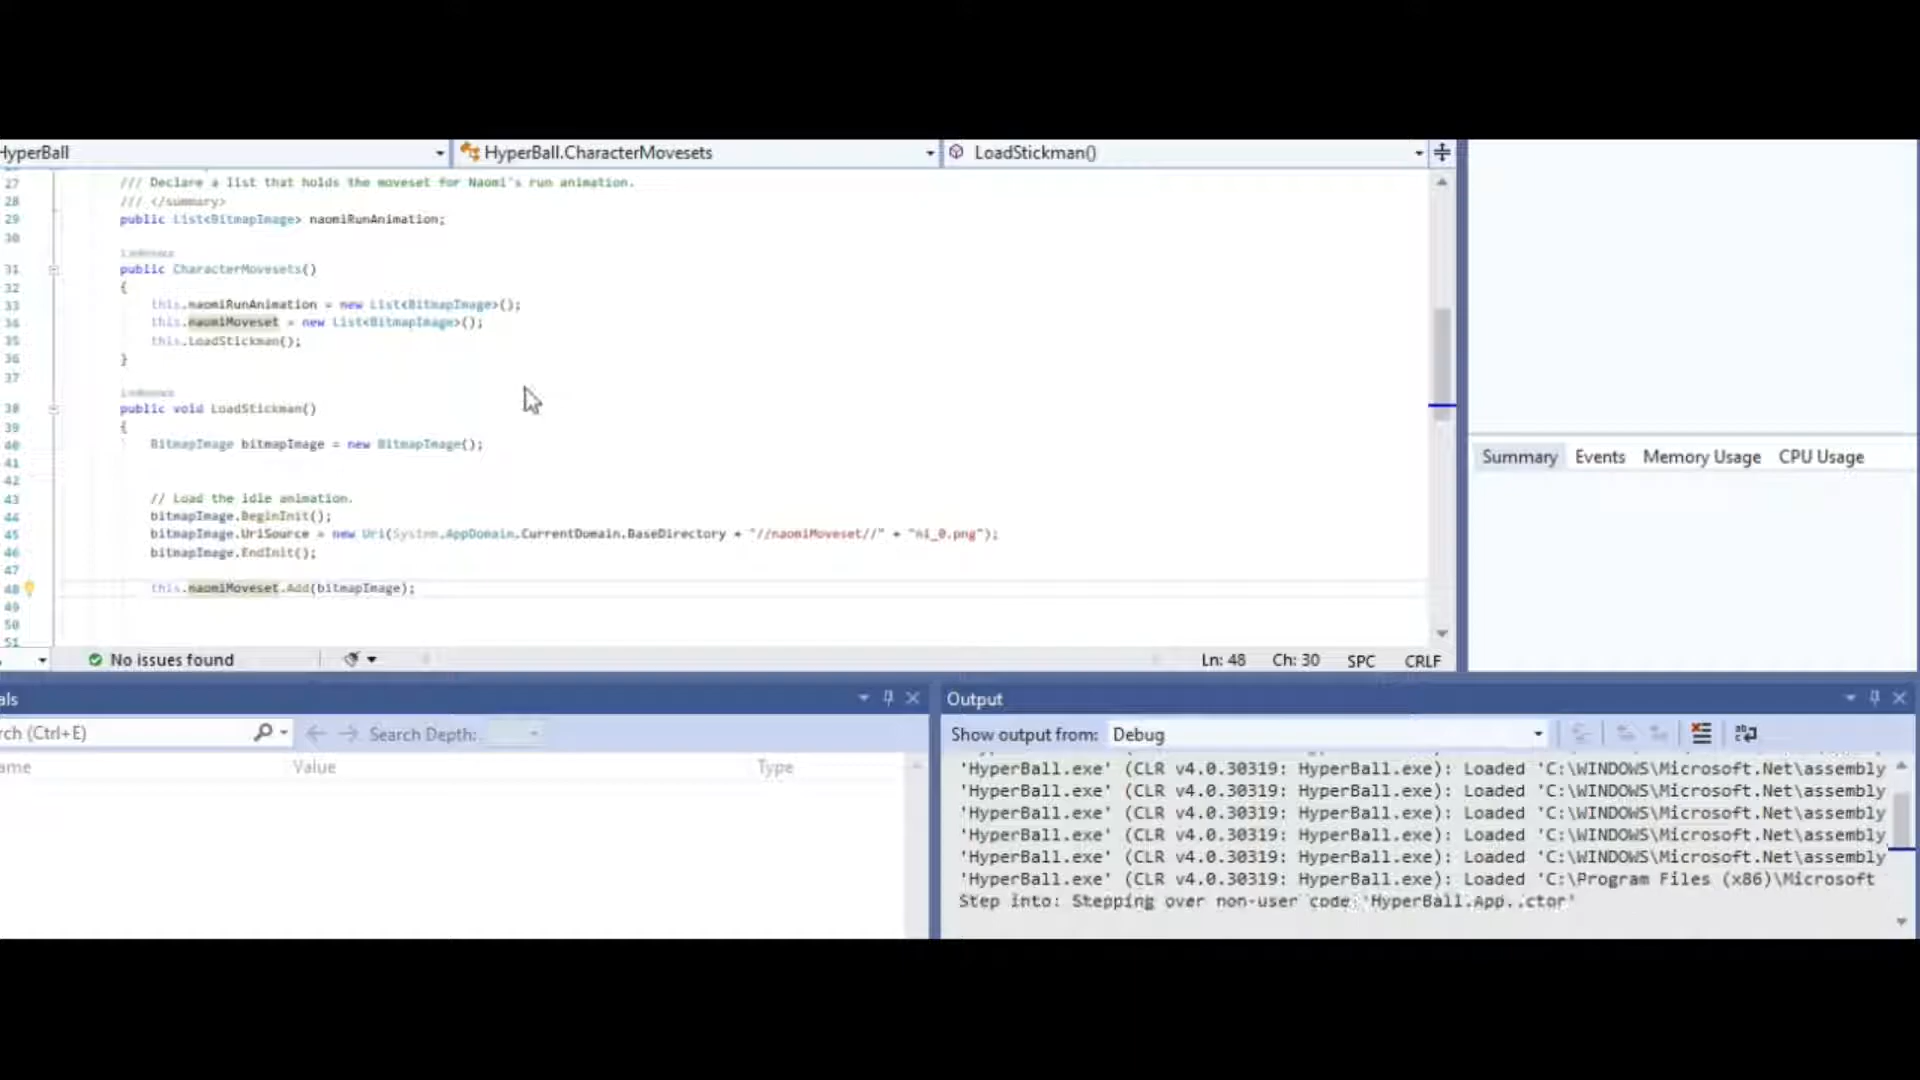 HyperBall HyperBall.CharacterMovesets LoadStickman()
27 /// Declare a list that holds the moveset for Naomi's run animation.
28 /// </summary>
29 public List<BitmapImage> naomiRunAnimation;
30
31 public CharacterMovesets()
32 {
33 this.naomiRunAnimation = new List<BitmapImage>();
34 this.naomiMoveset = new List<BitmapImage>();
35 this.LoadStickman();
36 }
37
38 public void LoadStickman()
39 {
40 BitmapImage bitmapImage = new BitmapImage();
41
42
43 // Load the idle animation.
44 bitmapImage.BeginInit();
45 bitmapImage.UriSource = new Uri(System.AppDomain.CurrentDomain.BaseDirectory + "//naomiMoveset//" + "ni_0.png");
46 bitmapImage.EndInit();
47
48 this.naomiMoveset.Add(bitmapImage);
49
50
51
No issues found Ln: 48 Ch: 30 SPC CRLF
Summary Events Memory Usage CPU Usage
als
rch (Ctrl+E) Search Depth:
ame Value Type
Output
Show output from: Debug
'HyperBall.exe' (CLR v4.0.30319: HyperBall.exe): Loaded 'C:\WINDOWS\Microsoft.Net\assembly
'HyperBall.exe' (CLR v4.0.30319: HyperBall.exe): Loaded 'C:\WINDOWS\Microsoft.Net\assembly
'HyperBall.exe' (CLR v4.0.30319: HyperBall.exe): Loaded 'C:\WINDOWS\Microsoft.Net\assembly
'HyperBall.exe' (CLR v4.0.30319: HyperBall.exe): Loaded 'C:\WINDOWS\Microsoft.Net\assembly
'HyperBall.exe' (CLR v4.0.30319: HyperBall.exe): Loaded 'C:\WINDOWS\Microsoft.Net\assembly
'HyperBall.exe' (CLR v4.0.30319: HyperBall.exe): Loaded 'C:\Program Files (x86)\Microsoft
Step into: Stepping over non-user code 'HyperBall.App..ctor'